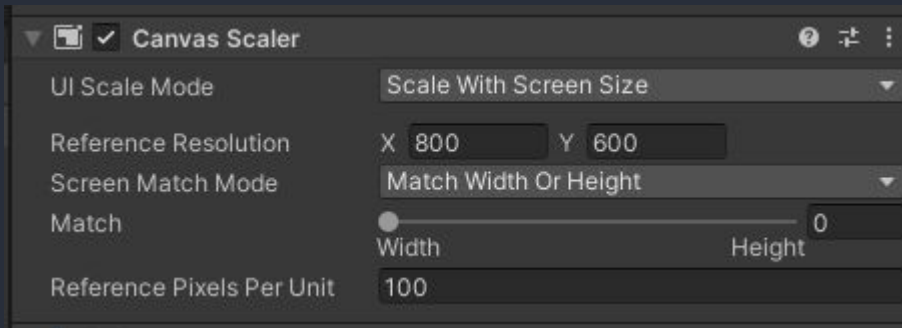 Canvas Scaler
UI Scale Mode Scale With Screen Size
Reference Resolution X 800 Y 600
Screen Match Mode Match Width Or Height
Match 0
Width Height
Reference Pixels Per Unit 100